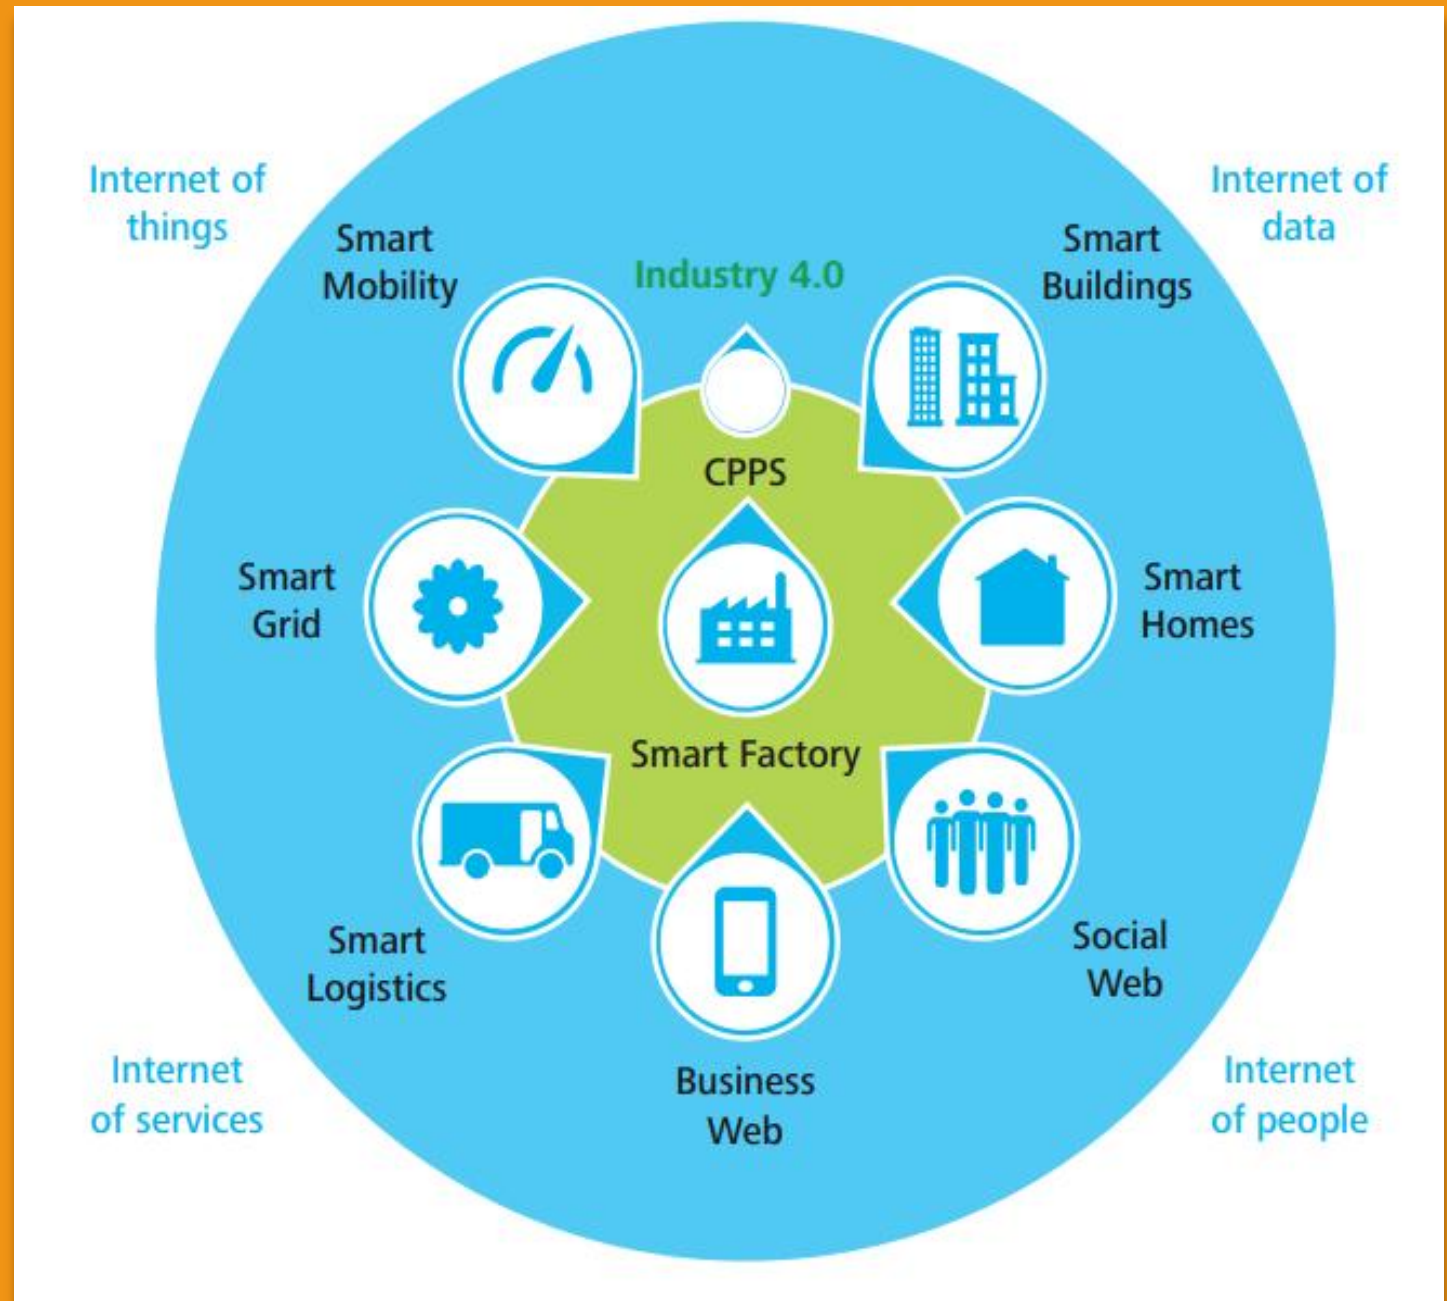 Internet of
things
Internet of
data
Smart
Mobility
Industry 4.0
Smart
Buildings
CPPS
Smart
Grid
Smart
Homes
Smart Factory
Smart
Logistics
Social
Web
Business
Web
Internet
of services
Internet
of people